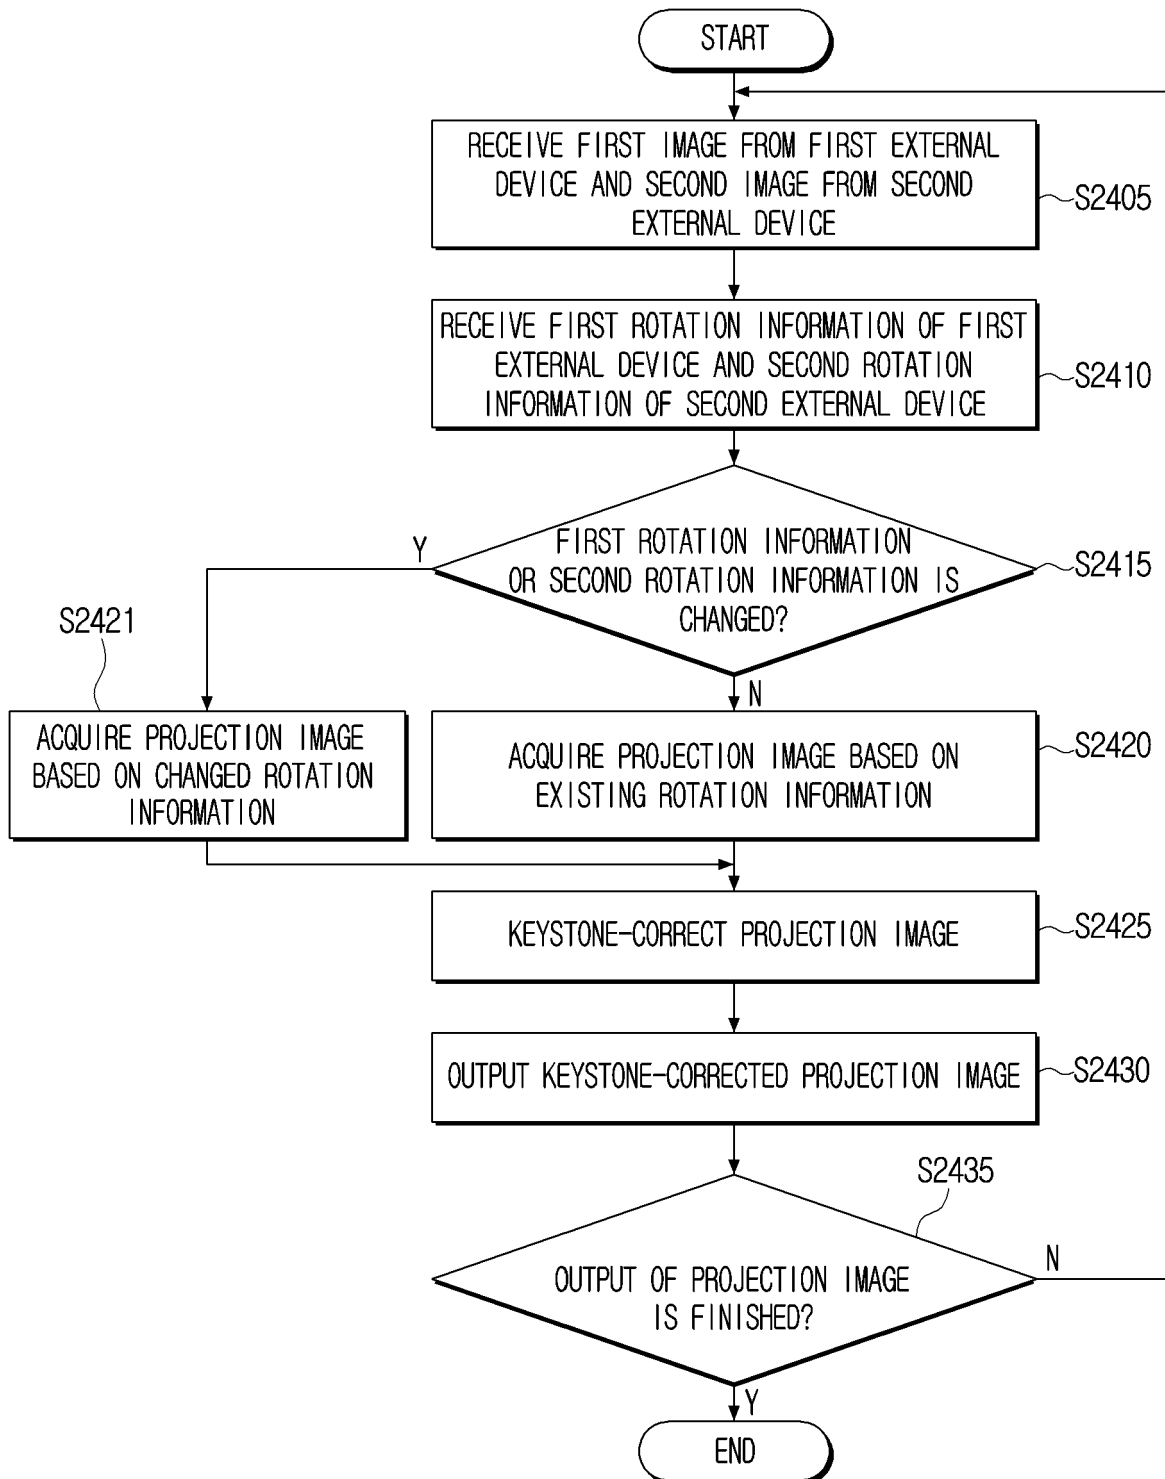 START
RECEIVE FIRST IMAGE FROM FIRST EXTERNAL
DEVICE AND SECOND IMAGE FROM SECOND
EXTERNAL DEVICE
S2405
RECEIVE FIRST ROTATION INFORMATION OF FIRST
EXTERNAL DEVICE AND SECOND ROTATION
INFORMATION OF SECOND EXTERNAL DEVICE
S2410
FIRST ROTATION INFORMATION
OR SECOND ROTATION INFORMATION IS
CHANGED?
S2415
Y
N
S2421
ACQUIRE PROJECTION IMAGE
BASED ON CHANGED ROTATION
INFORMATION
ACQUIRE PROJECTION IMAGE BASED ON
EXISTING ROTATION INFORMATION
S2420
KEYSTONE-CORRECT PROJECTION IMAGE
S2425
OUTPUT KEYSTONE-CORRECTED PROJECTION IMAGE
S2430
S2435
OUTPUT OF PROJECTION IMAGE
IS FINISHED?
N
Y
END